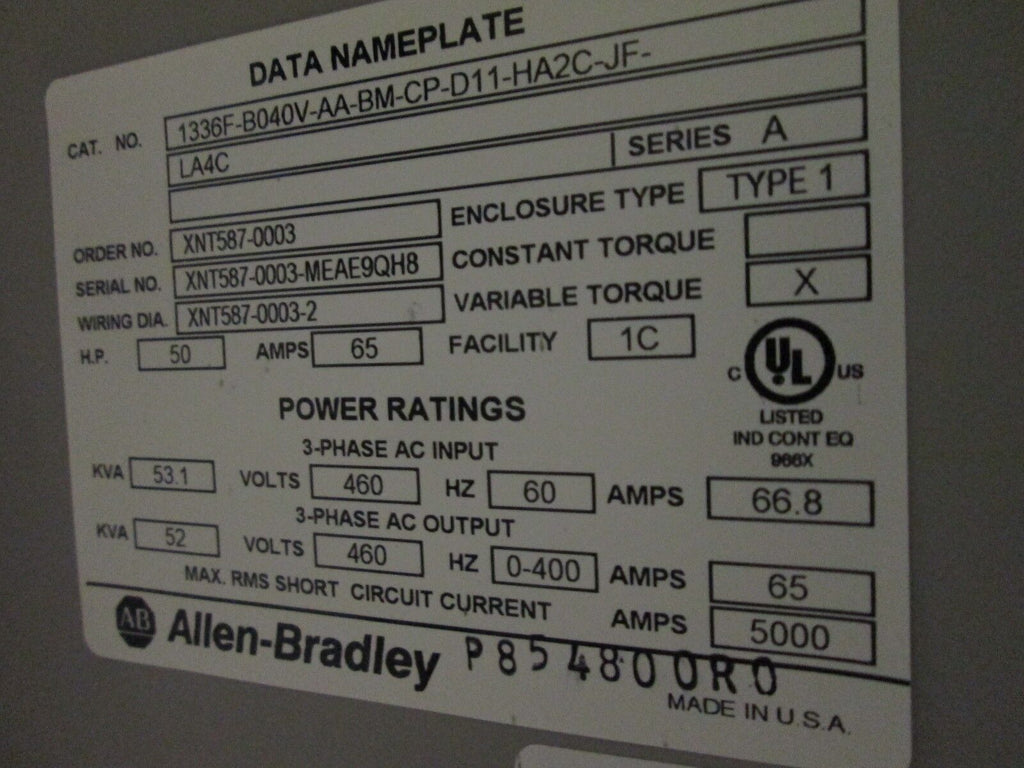 DATA NAMEPLATE
CAT. NO. 1336F-B040V-AA-BM-CP-D11-HA2C-JF-
LA4C
SERIES A
ENCLOSURE TYPE TYPE 1
ORDER NO. XNT587-0003 CONSTANT TORQUE
SERIAL NO. XNT587-0003-MEAE9QH8 VARIABLE TORQUE X
WIRING DIA. XNT587-0003-2
H.P. 50 AMPS 65 FACILITY 1C
C UL US
LISTED
IND CONT EQ
966X
POWER RATINGS
3-PHASE AC INPUT
KVA 53.1 VOLTS 460 HZ 60 AMPS 66.8
3-PHASE AC OUTPUT
KVA 52 VOLTS 460 HZ 0-400 AMPS 65
MAX. RMS SHORT CIRCUIT CURRENT AMPS 5000
AB Allen-Bradley P854800R0
MADE IN U.S.A.